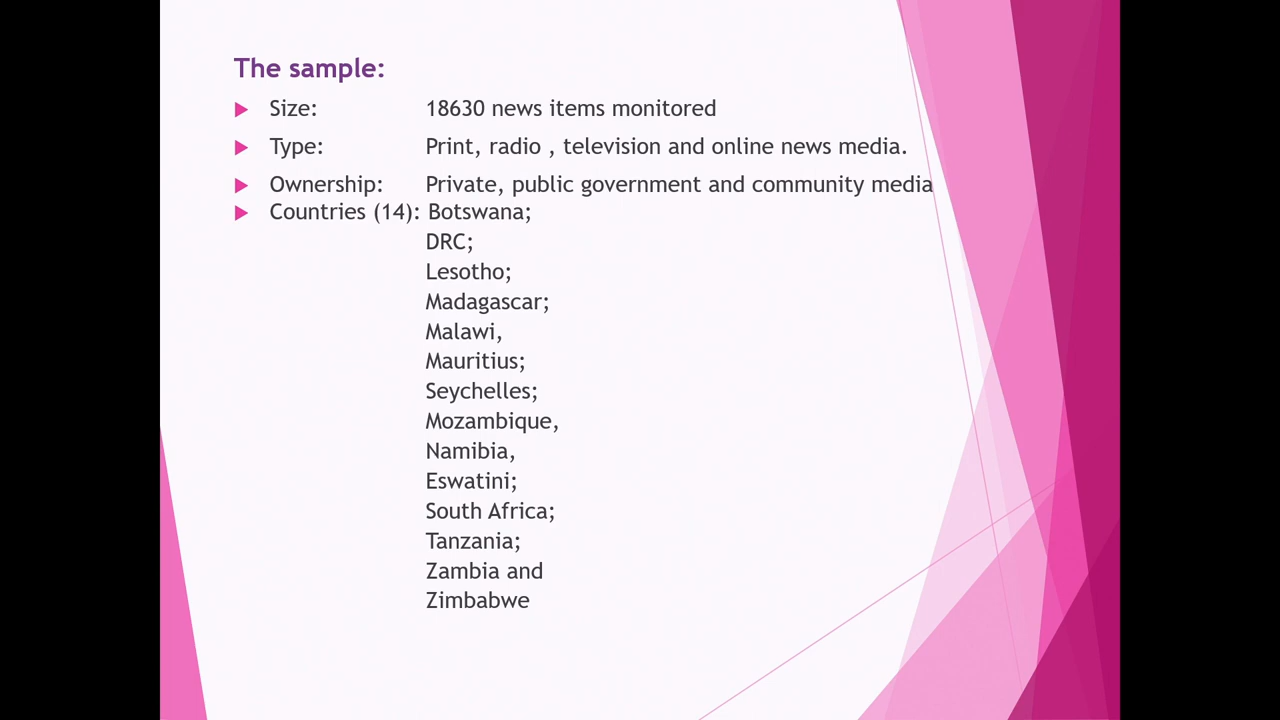 The sample:
Size: 18630 news items monitored
Type: Print, radio , television and online news media.
Ownership: Private, public government and community media
Countries (14): Botswana;
DRC;
Lesotho;
Madagascar;
Malawi,
Mauritius;
Seychelles;
Mozambique,
Namibia,
Eswatini;
South Africa;
Tanzania;
Zambia and
Zimbabwe